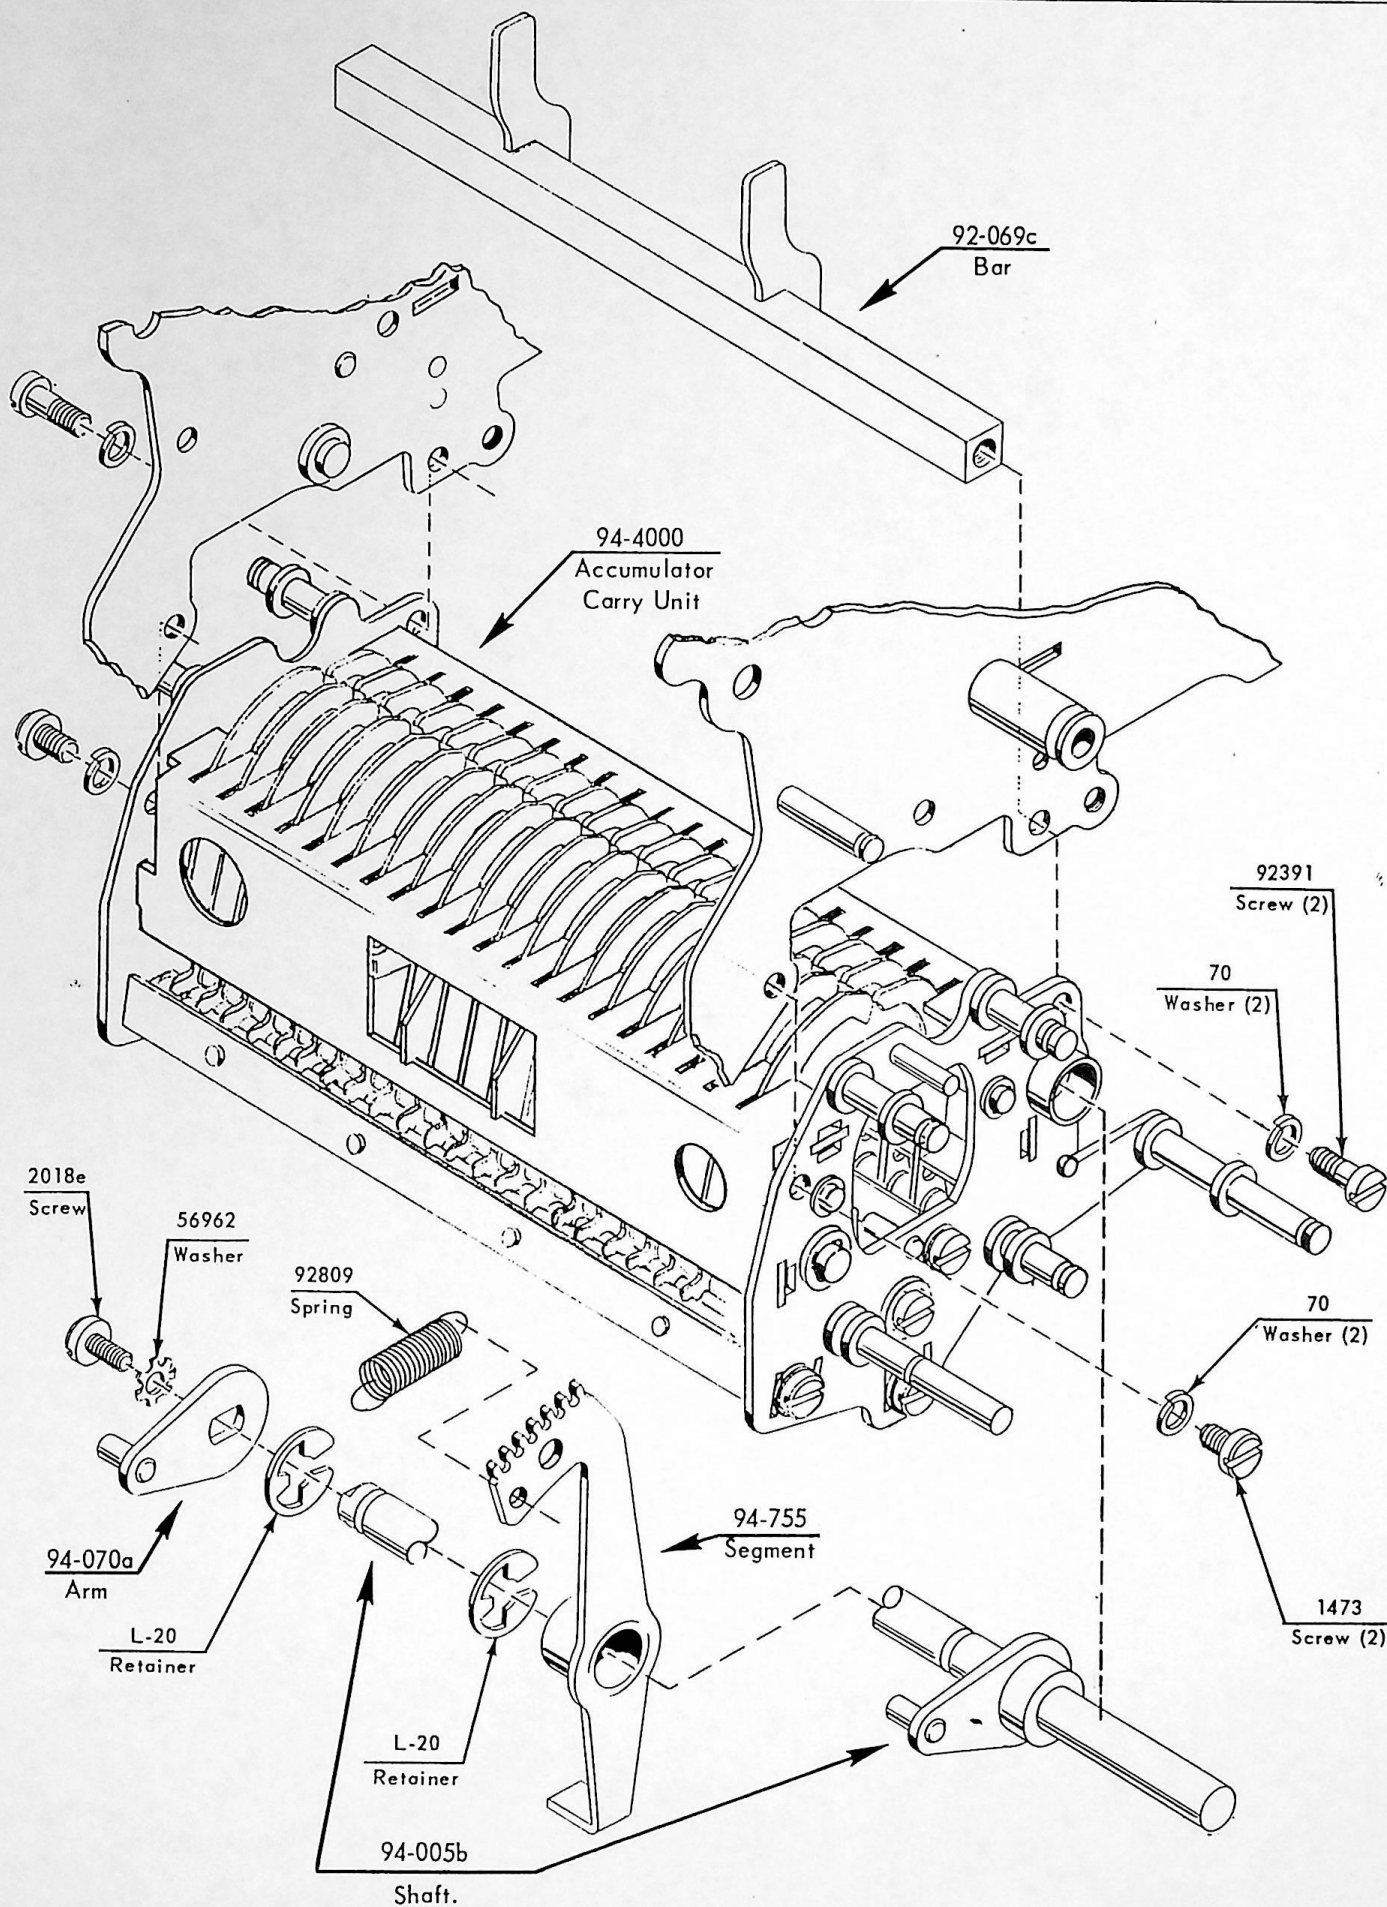 92-069c
Bar
94-4000
Accumulator
Carry Unit
92391
Screw (2)
70
Washer (2)
2018e
Screw
56962
Washer
92809
Spring
70
Washer (2)
94-755
Segment
94-070a
Arm
1473
Screw (2)
L-20
Retainer
L-20
Retainer
94-005b
Shaft.